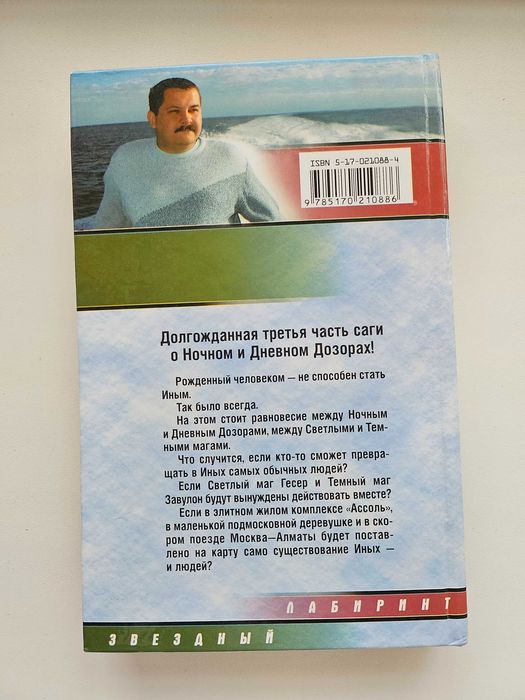 ISBN 5-17-021088-4
9 785170 210886
Долгожданная третья часть саги
о Ночном и Дневном Дозорах!
Рожденный человеком — не способен стать
Иным.
Так было всегда.
На этом стоит равновесие между Ночным
и Дневным Дозорами, между Светлыми и Тем-
ными магами.
Что случится, если кто-то сможет превра-
щать в Иных самых обычных людей?
Если Светлый маг Гесер и Темный маг
Завулон будут вынуждены действовать вместе?
Если в элитном жилом комплексе «Ассоль»,
в маленькой подмосковной деревушке и в ско-
ром поезде Москва—Алматы будет постав-
лено на карту само существование Иных —
и людей?
ЛАБИРИНТ
ЗВЕЗДНЫЙ